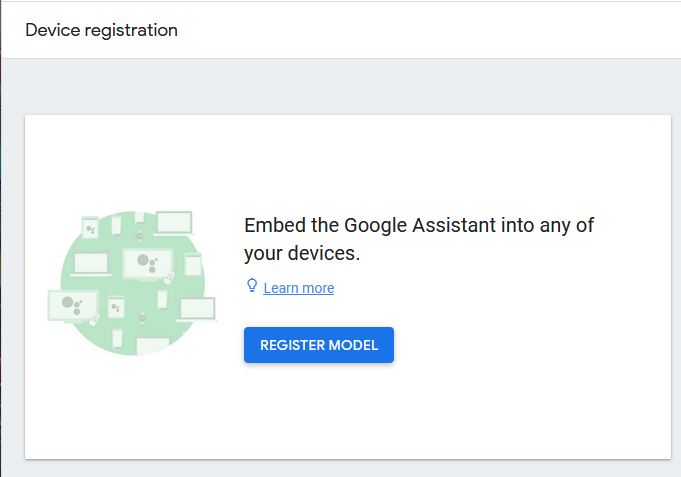 Device registration
Embed the Google Assistant into any of
your devices.
Learn more
REGISTER MODEL